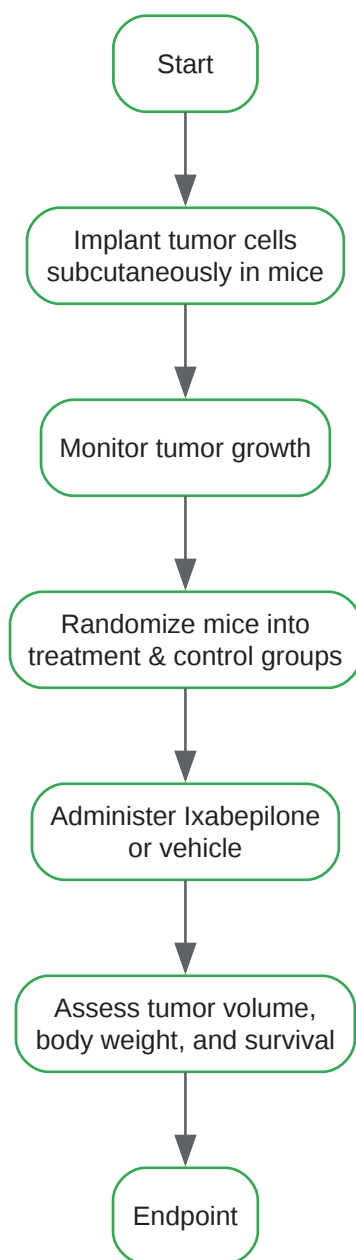 Start
Implant tumor cells
subcutaneously in mice
Monitor tumor growth
Randomize mice into
treatment & control groups
Administer Ixabepilone
or vehicle
Assess tumor volume,
body weight, and survival
Endpoint